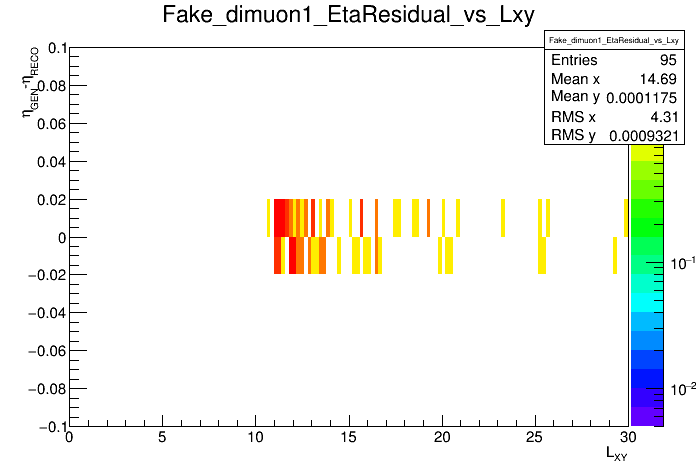 Fake_dimuon1_EtaResidual_vs_Lxy
Fake_dimuon1_EtaResidual_vs_Lxy
Entries 95
Mean x 14.69
Mean y 0.0001175
RMS x 4.31
RMS y 0.0009321
ηGEN-ηRECO
0.1
0.08
0.06
0.04
0.02
0
−0.02
−0.04
−0.06
−0.08
−0.1
0 5 10 15 20 25 30
LXY
10−1
10−2